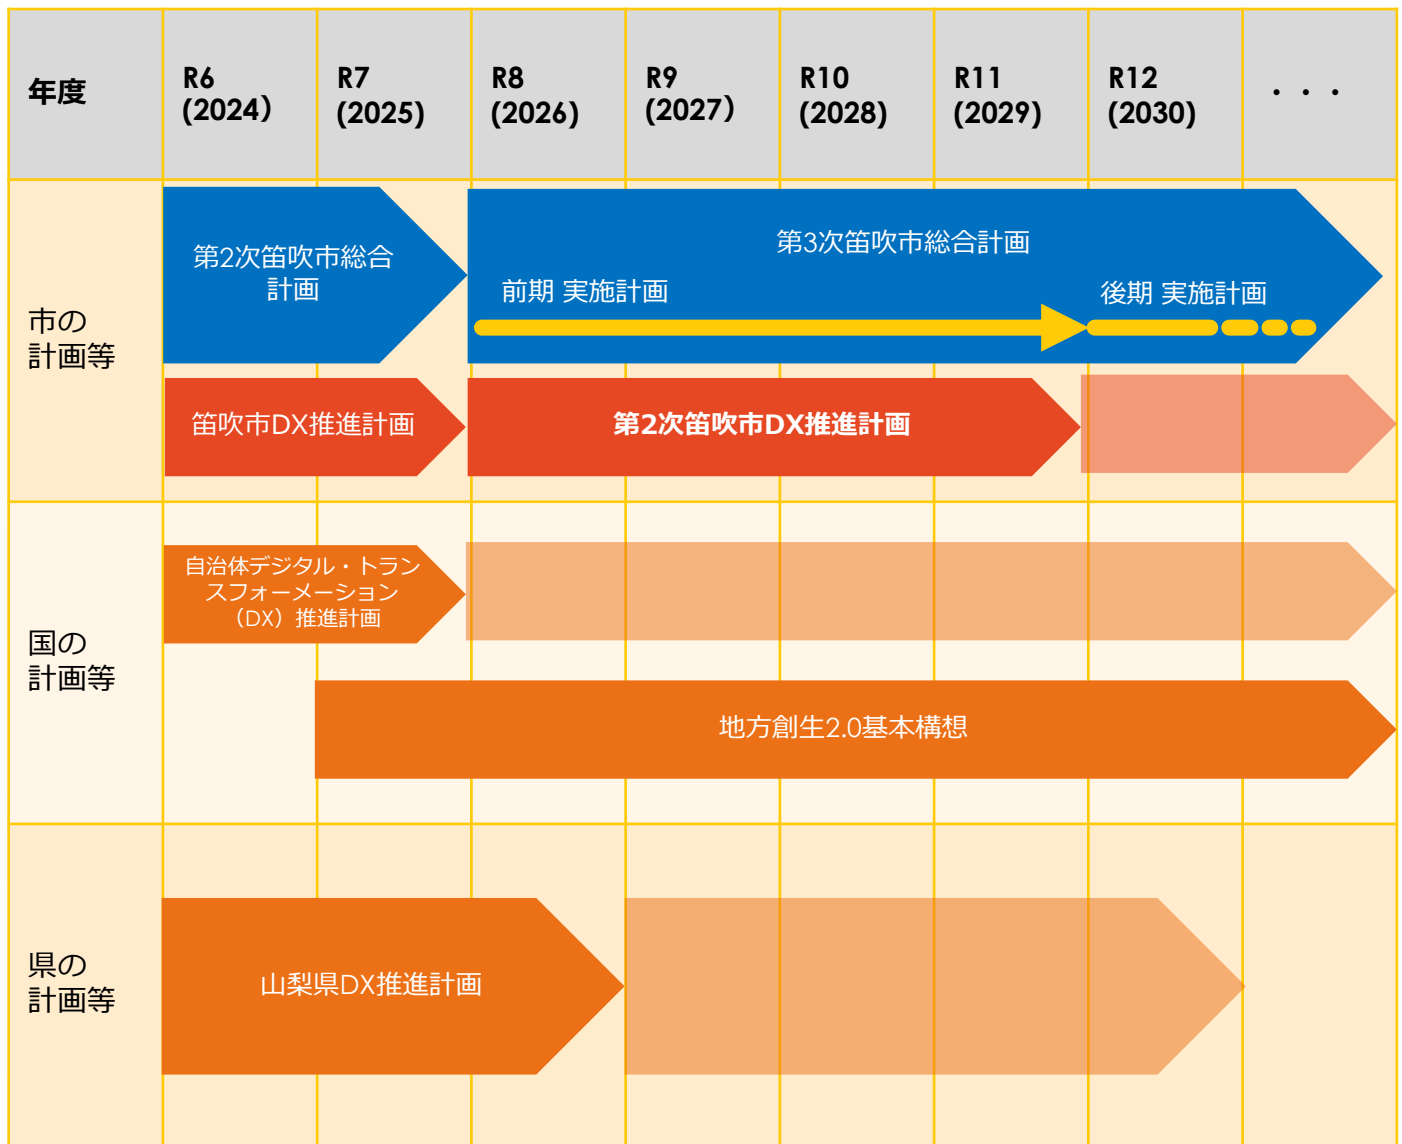 年度
R6
(2024）
R7
(2025)
R8
(2026)
R9
(2027）
R10
(2028)
R11
(2029)
R12
(2030)
・・・
市の
計画等
第2次笛吹市総合
計画
第3次笛吹市総合計画
前期 実施計画
後期 実施計画
笛吹市DX推進計画
第2次笛吹市DX推進計画
国の
計画等
自治体デジタル・トラン
スフォーメーション
（DX）推進計画
地方創生2.0基本構想
県の
計画等
山梨県DX推進計画